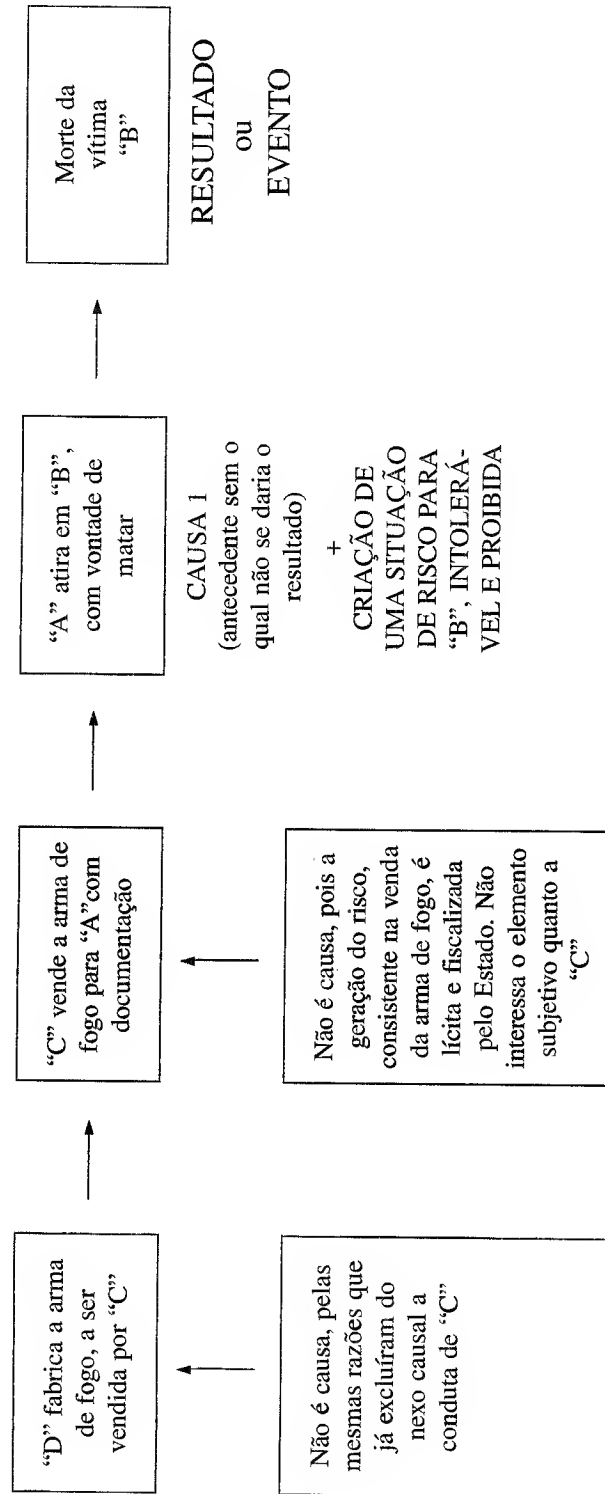 “D” fabrica a arma
de fogo, a ser
vendida por “C”
Não é causa, pelas
mesmas razões que
já excluíram do
nexo causal a
conduta de “C”
“C” vende a arma de
fogo para “A”com
documentação
Não é causa, pois a
geração do risco,
consistente na venda
da arma de fogo, é
lícita e fiscalizada
pelo Estado. Não
interessa o elemento
subjetivo quanto a
“C”
“A” atira em “B”,
com vontade de
matar
CAUSA 1
(antecedente sem o
qual não se daria o
resultado)
+
CRIAÇÃO DE
UMA SITUAÇÃO
DE RISCO PARA
“B”, INTOLERÁ-
VEL E PROIBIDA
Morte da
vítima
“B”
RESULTADO
ou
EVENTO